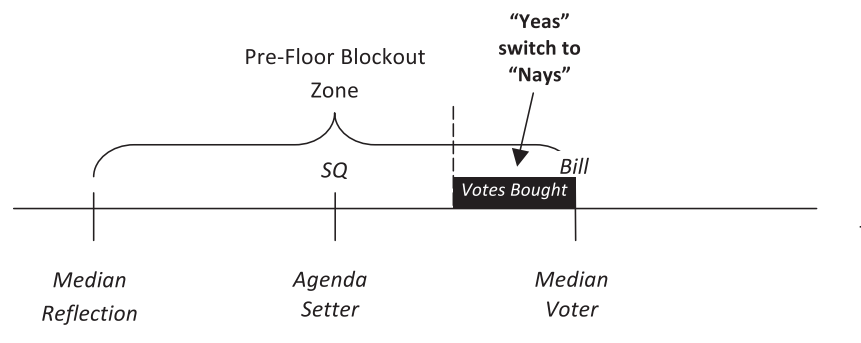 “Yeas”
switch to
“Nays”
Pre-Floor Blockout
Zone
SQ
Bill
Votes Bought
Median
Reflection
Agenda
Setter
Median
Voter